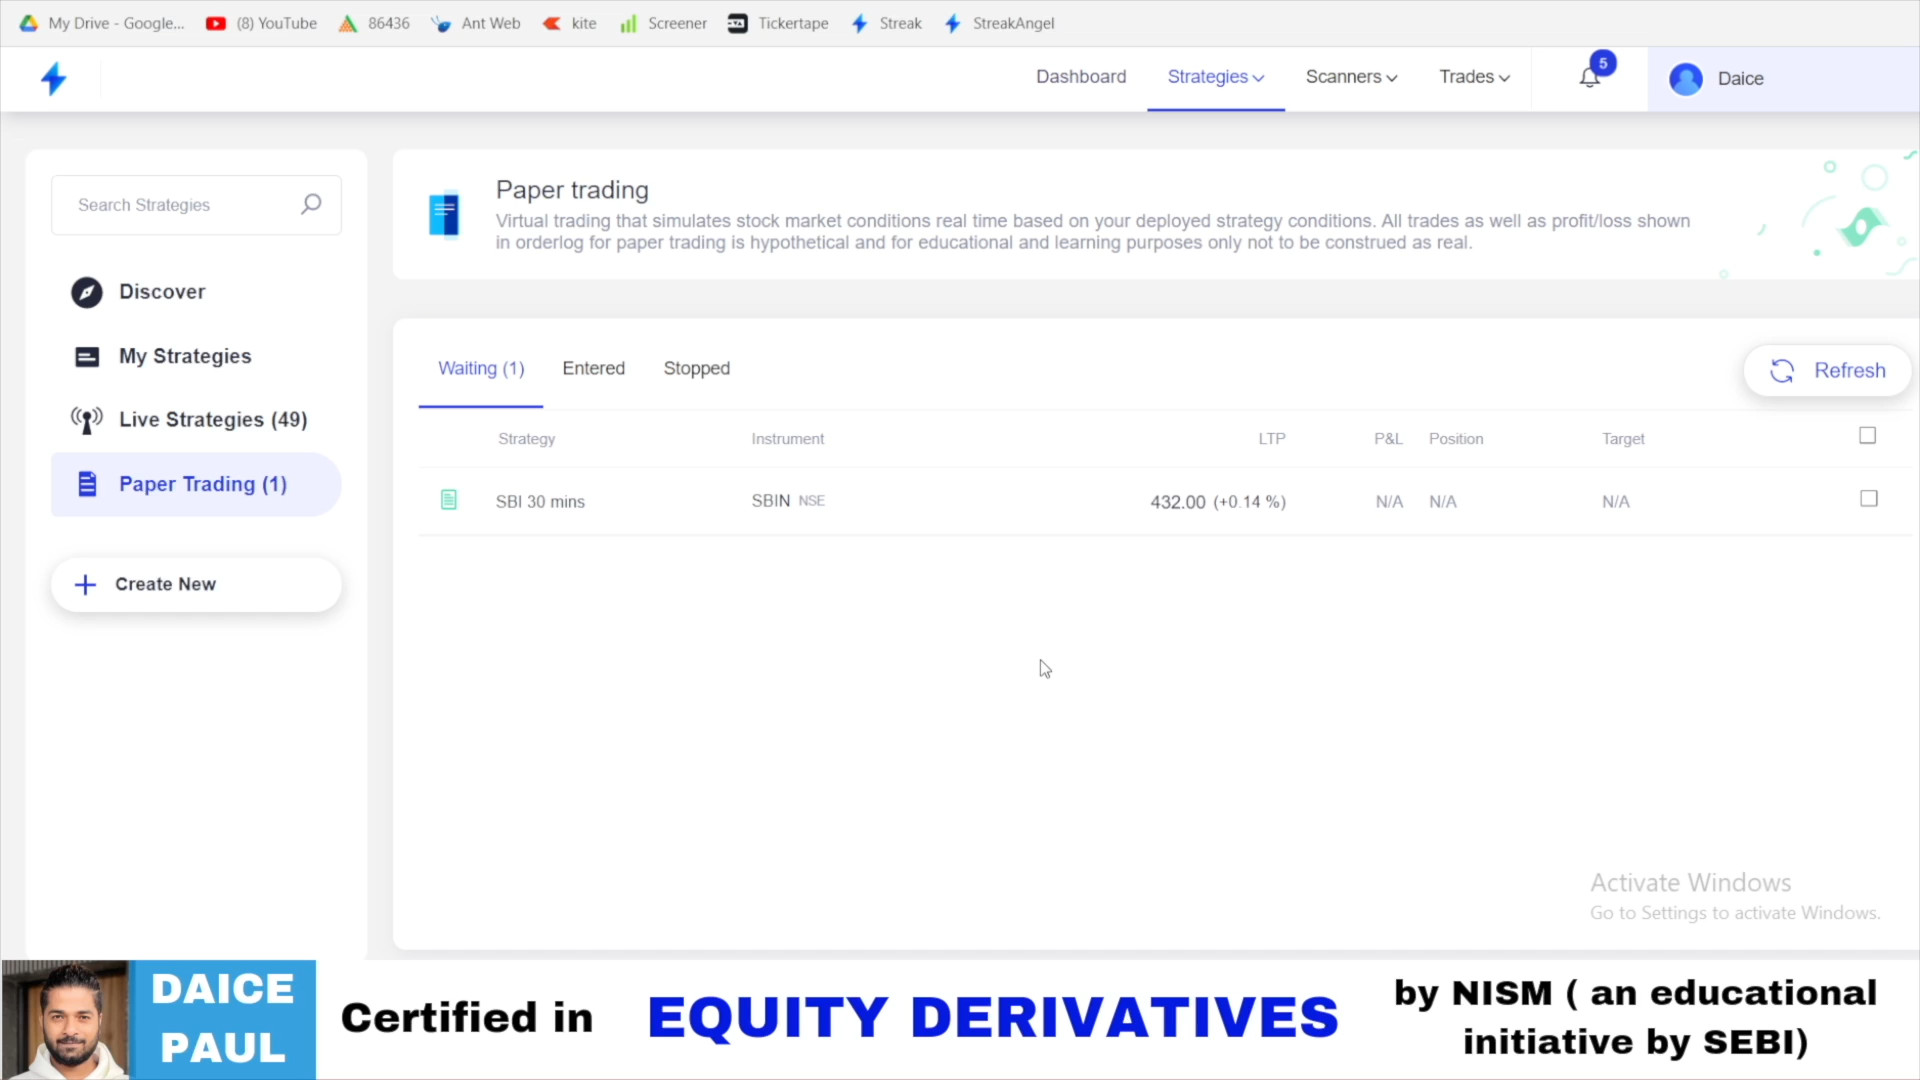 My Drive - Google...
(8) YouTube
86436
Ant Web
kite
Screener
Tickertape
Streak
StreakAngel
Dashboard
Strategies
Scanners
Trades
5
Daice
Search Strategies
Discover
My Strategies
Live Strategies (49)
Paper Trading (1)
Create New
Paper trading
Virtual trading that simulates stock market conditions real time based on your deployed strategy conditions. All trades as well as profit/loss shown
in orderlog for paper trading is hypothetical and for educational and learning purposes only not to be construed as real.
Waiting (1)
Entered
Stopped
Refresh
Strategy Instrument LTP P&L Position Target
SBI 30 mins SBIN NSE 432.00 (+0.14 %) N/A N/A N/A
Activate Windows
Go to Settings to activate Windows.
DAICE
PAUL
Certified in
EQUITY DERIVATIVES
by NISM ( an educational
initiative by SEBI)